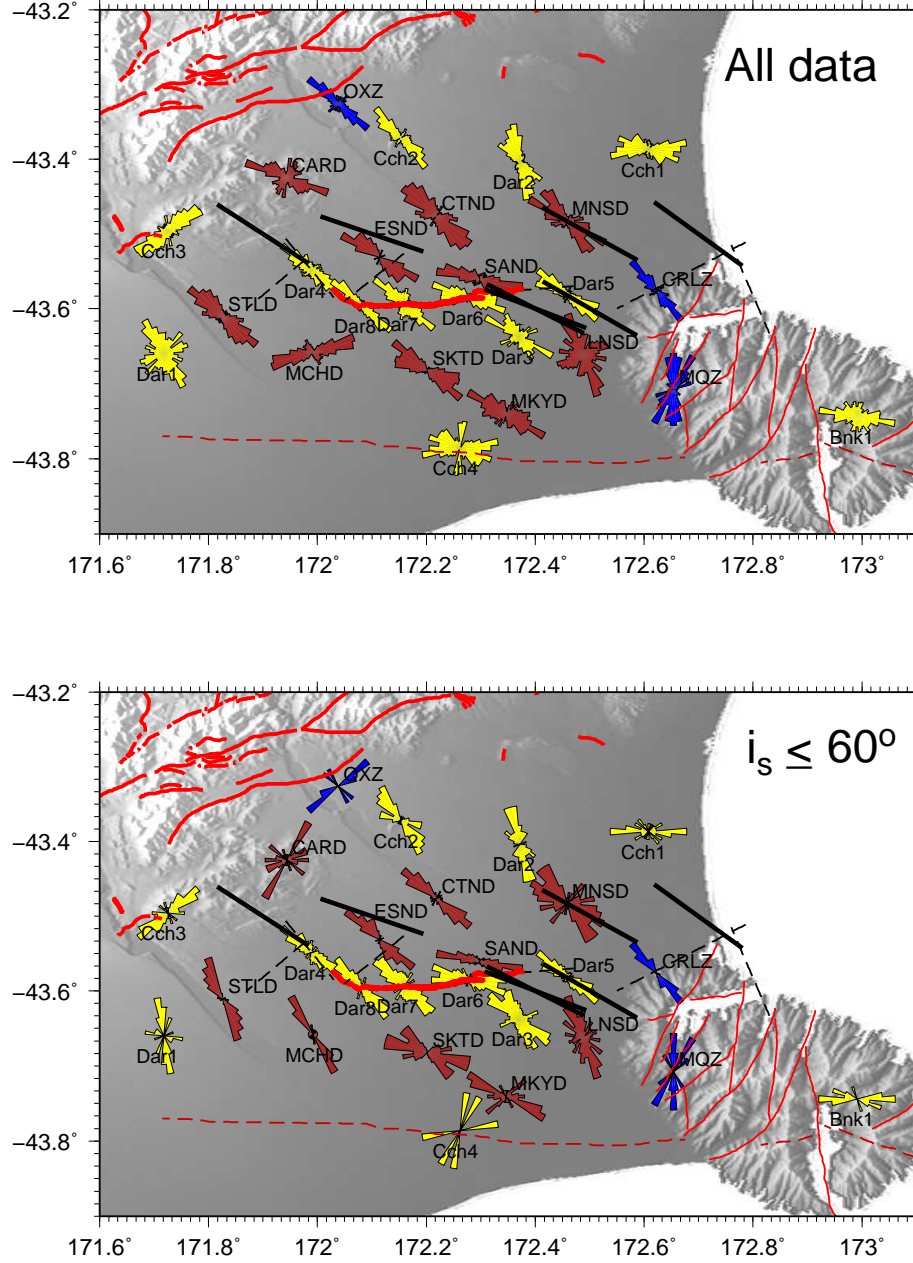 −43.2°
All data
OXZ
−43.4°
Cch2
Cch1
CARD
Dar2
CTND
MNSD
ESND
Cch3
SAND
CRLZ
−43.6°
Dar4
Dar5
STLD
Dar8
Dar7
Dar6
Dar3
LNSD
Dar1
MCHD
SKTD
MQZ
MKYD
Bnk1
−43.8°
Cch4
171.6° 171.8° 172° 172.2° 172.4° 172.6° 172.8° 173°
−43.2°
i_s ≤ 60°
OXZ
−43.4°
Cch2
Cch1
CARD
Dar2
CTND
MNSD
ESND
Cch3
SAND
CRLZ
−43.6°
Dar4
Dar5
STLD
Dar8
Dar7
Dar6
Dar3
LNSD
Dar1
MCHD
SKTD
MQZ
MKYD
Bnk1
−43.8°
Cch4
171.6° 171.8° 172° 172.2° 172.4° 172.6° 172.8° 173°